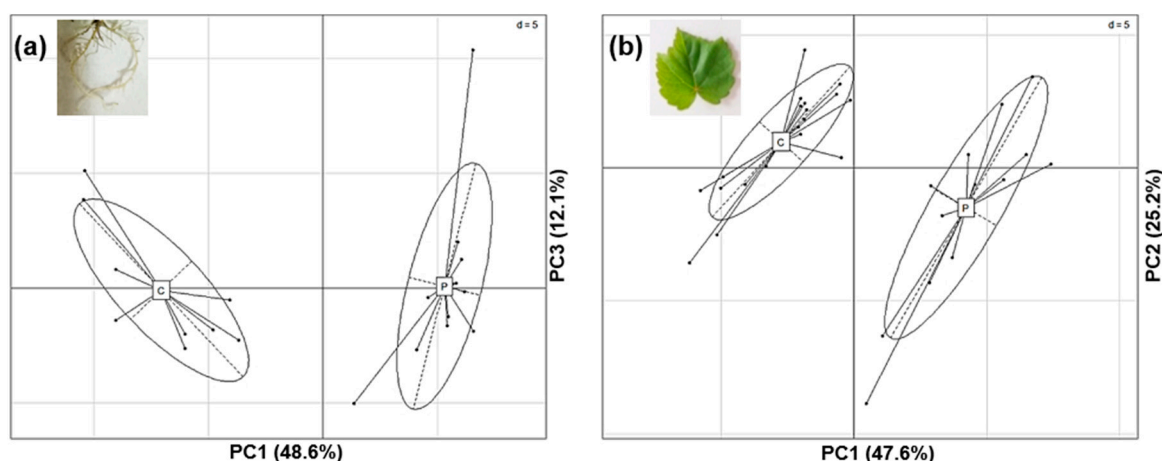 (a)
d = 5
C
P
PC3 (12.1%)
PC1 (48.6%)
(b)
d = 5
C
P
PC2 (25.2%)
PC1 (47.6%)